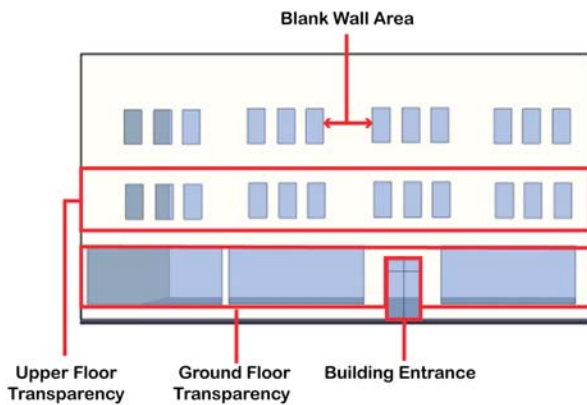 Blank Wall Area
Upper Floor
Transparency
Ground Floor
Transparency
Building Entrance